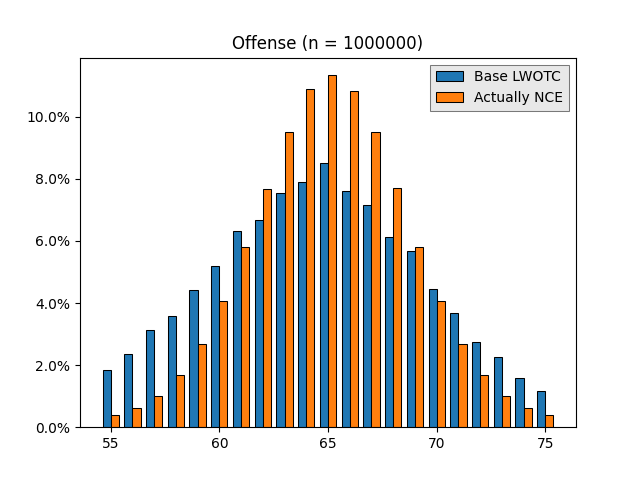 Offense (n = 1000000)
Base LWOTC
Actually NCE
10.0%
8.0%
6.0%
4.0%
2.0%
0.0%
55 60 65 70 75